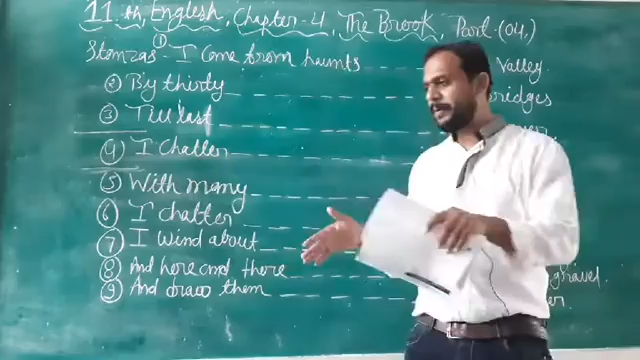 11th, English, Chapter-4, The Brook, Part-(04,)
Stanzas ① - I come from haunts _ _ _ _ Valley.
② By thirty _ _ _ _ _ _ ridges
③ Till last _ _ _ _ _ _
④ I chatter _ _ _ _ _ _
⑤ With many _ _ _ _ _ _
⑥ I chatter _ _ _ _ _ _
⑦ I wind about _ _ _ _
⑧ And here and there _ _ _ gravel.
⑨ And draw them _ _ _ _